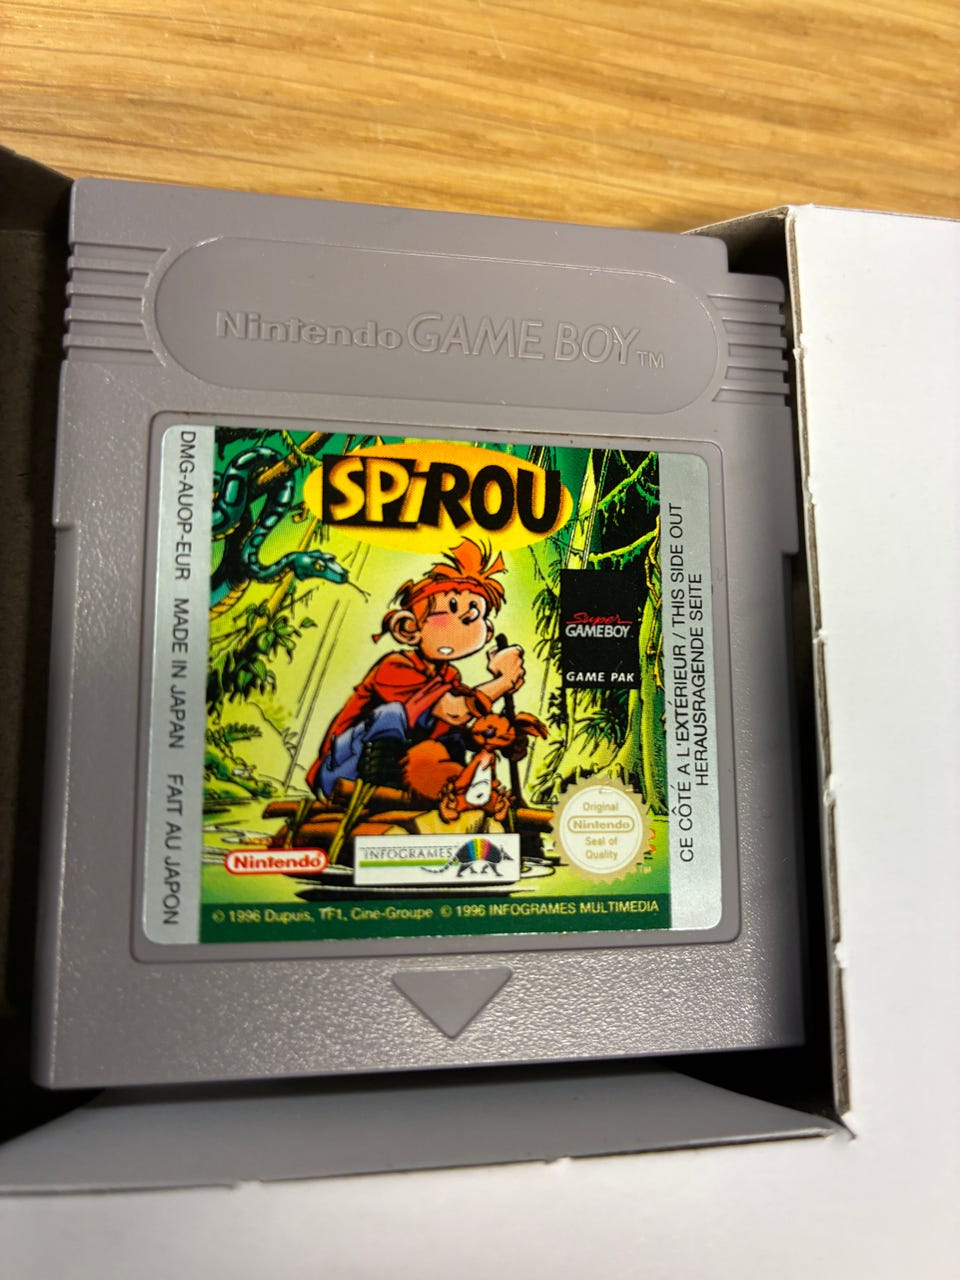 Nintendo GAME BOY™
DMG-AUOP-EUR MADE IN JAPAN FAIT AU JAPON
SPiROU
Super
GAMEBOY
GAME PAK
CE CÔTÉ À L'EXTÉRIEUR / THIS SIDE OUT
HERAUSRAGENDE SEITE
Original
Nintendo
Seal of
Quality
TM
Nintendo
INFOGRAMES
© 1996 Dupuis, TF1, Cine-Groupe © 1996 INFOGRAMES MULTIMEDIA